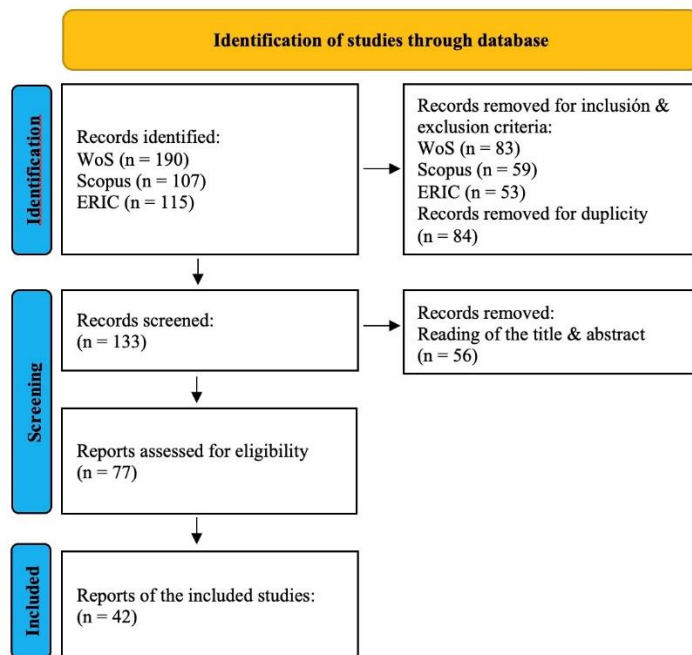 Identification of studies through database
Identification
Records identified:
WoS (n = 190)
Scopus (n = 107)
ERIC (n = 115)
Records removed for inclusión &
exclusion criteria:
WoS (n = 83)
Scopus (n = 59)
ERIC (n = 53)
Records removed for duplicity
(n = 84)
Screening
Records screened:
(n = 133)
Records removed:
Reading of the title & abstract
(n = 56)
Reports assessed for eligibility
(n = 77)
Included
Reports of the included studies:
(n = 42)